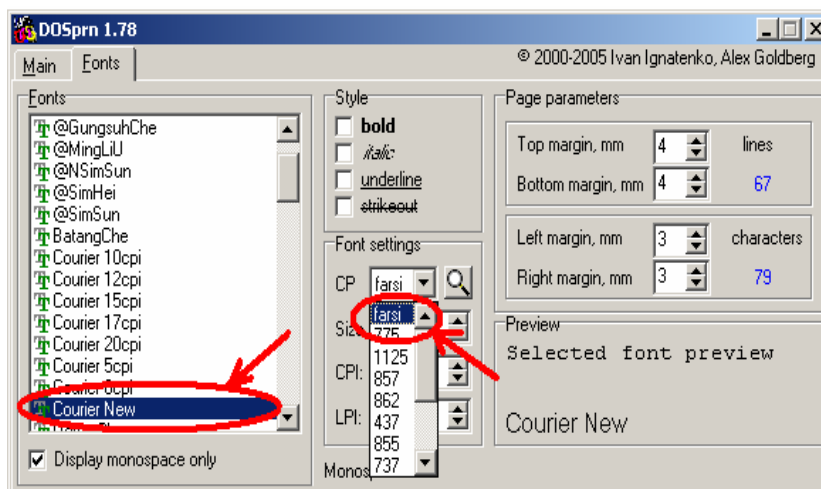 DOSprn 1.78
Main
Fonts
© 2000-2005 Ivan Ignatenko, Alex Goldberg
Fonts
@GungsuhChe
@MingLiU
@NSimSun
@SimHei
@SimSun
BatangChe
Courier 10cpi
Courier 12cpi
Courier 15cpi
Courier 17cpi
Courier 20cpi
Courier 5cpi
Courier New
Display monospace only
Style
bold
italic
underline
strikeout
Font settings
CP farsi
farsi
775
1125
857
862
437
855
737
CPI:
LPI:
Page parameters
Top margin, mm 4 lines
Bottom margin, mm 4 67
Left margin, mm 3 characters
Right margin, mm 3 79
Preview
Selected font preview
Courier New